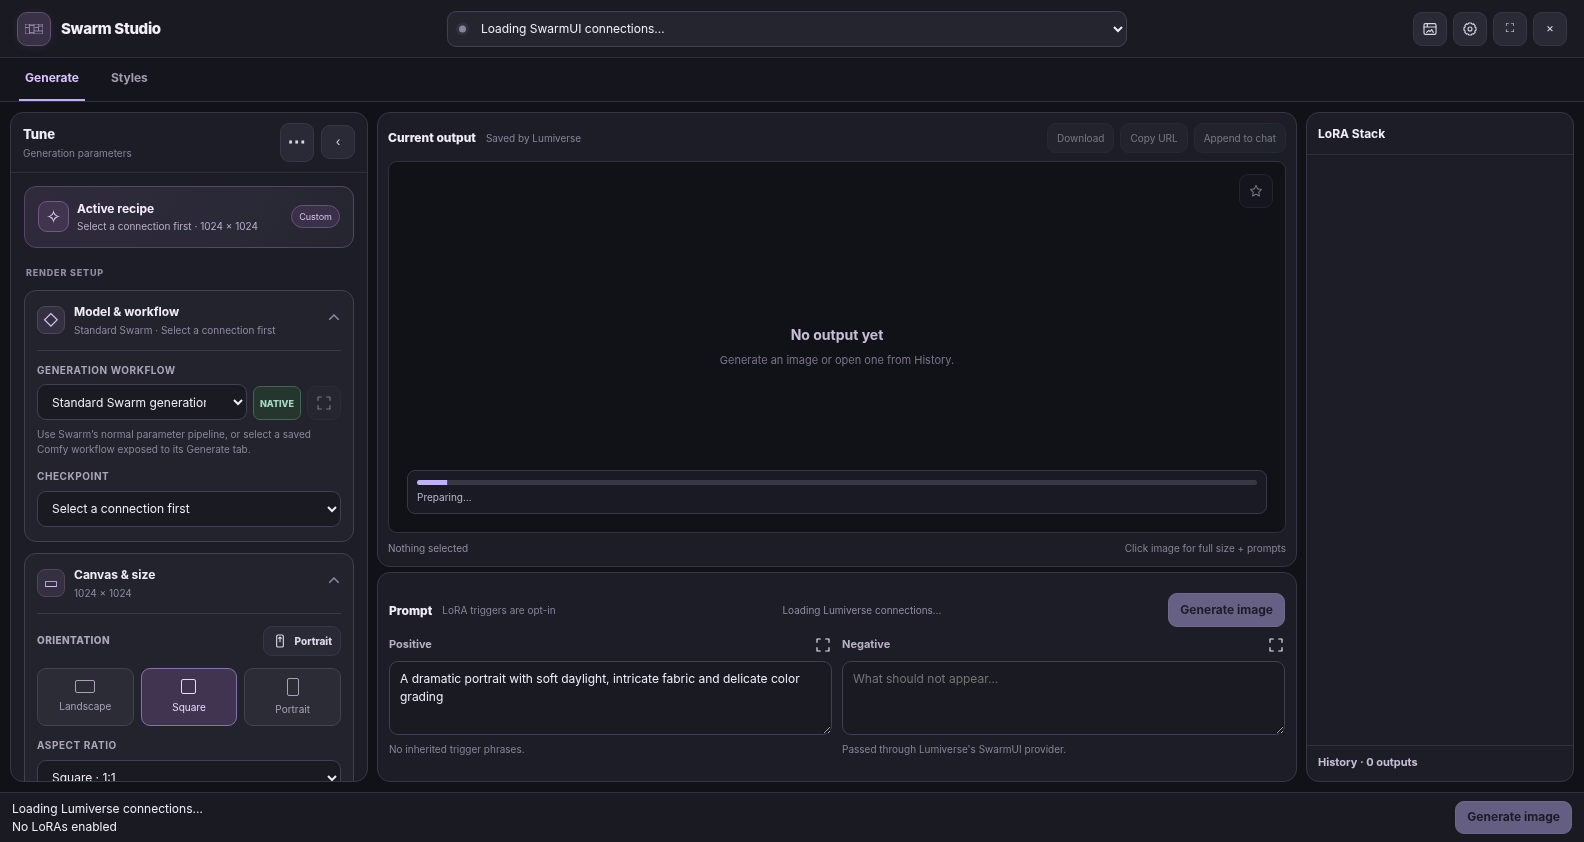 Swarm Studio
Loading SwarmUI connections...
Generate
Styles
Tune
Generation parameters
Active recipe
Select a connection first · 1024 × 1024
Custom
RENDER SETUP
Model & workflow
Standard Swarm · Select a connection first
GENERATION WORKFLOW
Standard Swarm generation
NATIVE
Use Swarm's normal parameter pipeline, or select a saved
Comfy workflow exposed to its Generate tab.
CHECKPOINT
Select a connection first
Canvas & size
1024 × 1024
ORIENTATION
Portrait
Landscape
Square
Portrait
ASPECT RATIO
Square · 1:1
Current output
Saved by Lumiverse
Download
Copy URL
Append to chat
No output yet
Generate an image or open one from History.
Preparing...
Nothing selected
Click image for full size + prompts
Prompt
LoRA triggers are opt-in
Loading Lumiverse connections...
Generate image
Positive
A dramatic portrait with soft daylight, intricate fabric and delicate color
grading
No inherited trigger phrases.
Negative
What should not appear...
Passed through Lumiverse's SwarmUI provider.
LoRA Stack
History · 0 outputs
Loading Lumiverse connections...
No LoRAs enabled
Generate image